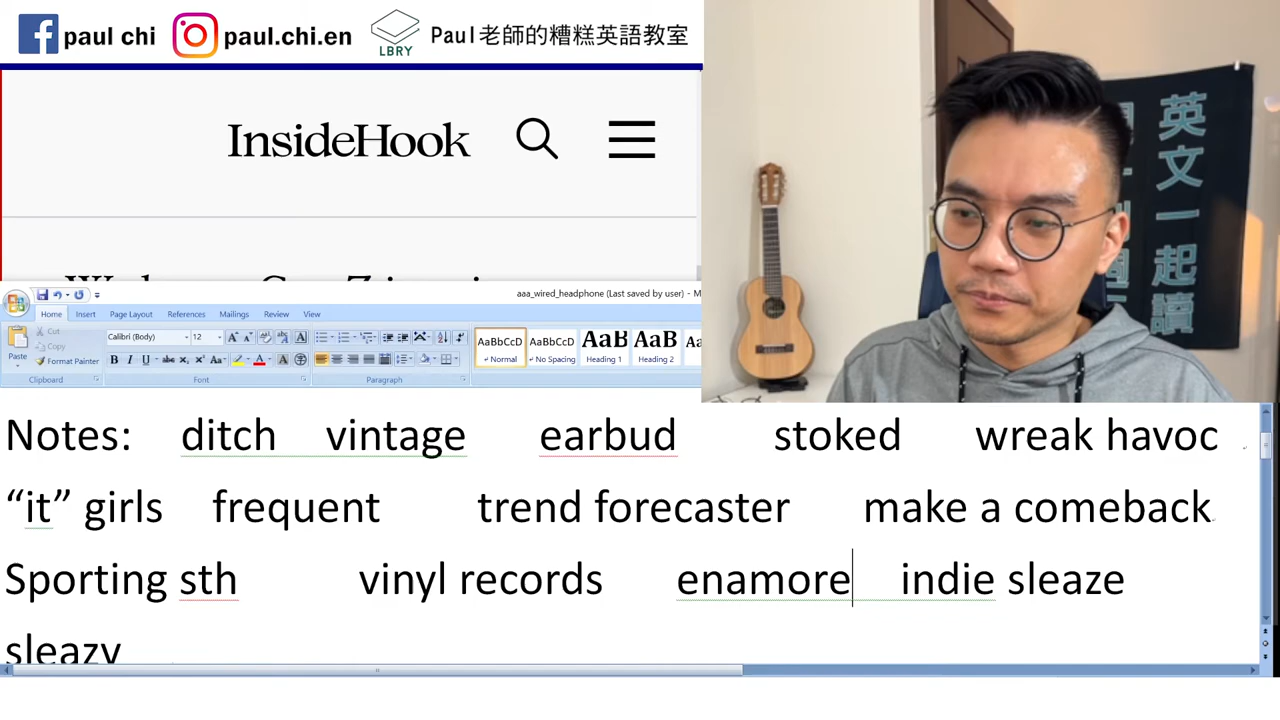 paul chi
paul.chi.en
LBRY
Paul老師的糟糕英語教室
InsideHook
aaa_wired_headphone (Last saved by user) - M
Home Insert Page Layout References Mailings Review View
Paste
Cut
Copy
Format Painter
Clipboard
Calibri (Body) 12
Font
Paragraph
AaBbCcD AaBbCcD AaBb AaB
Normal No Spacing Heading 1 Heading 2
英文一起讀
Notes: ditch vintage earbud stoked wreak havoc
“it” girls frequent trend forecaster make a comeback
Sporting sth vinyl records enamore indie sleaze
sleazy